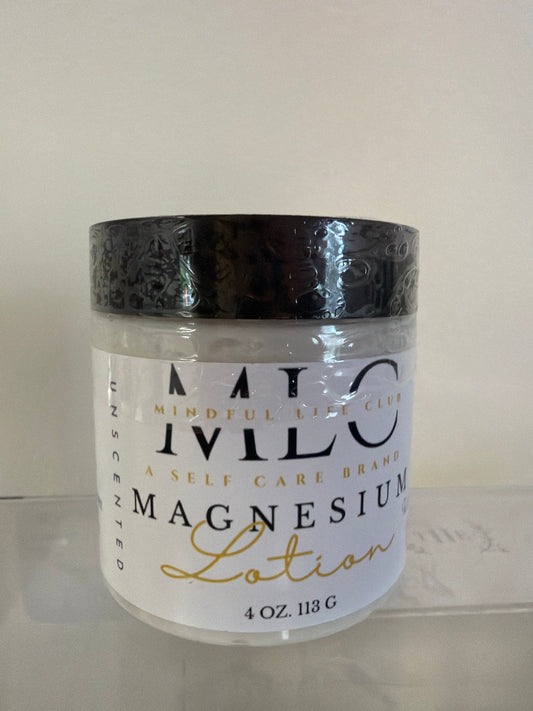 MLC
MINDFUL LIFE CLUB
A SELF CARE BRAND
MAGNESIUM
Lotion
4 OZ. 113 G
UNSCENTED